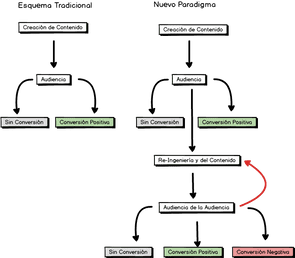 Esquema Tradicional
Creación de Contenido
Audiencia
Sin Conversión
Conversión Positiva
Nuevo Paradigma
Creación de Contenido
Audiencia
Sin Conversión
Conversión Positiva
Re-Ingeniería y del Contenido
Audiencia de la Audiencia
Sin Conversión
Conversión Positiva
Conversión Negativa